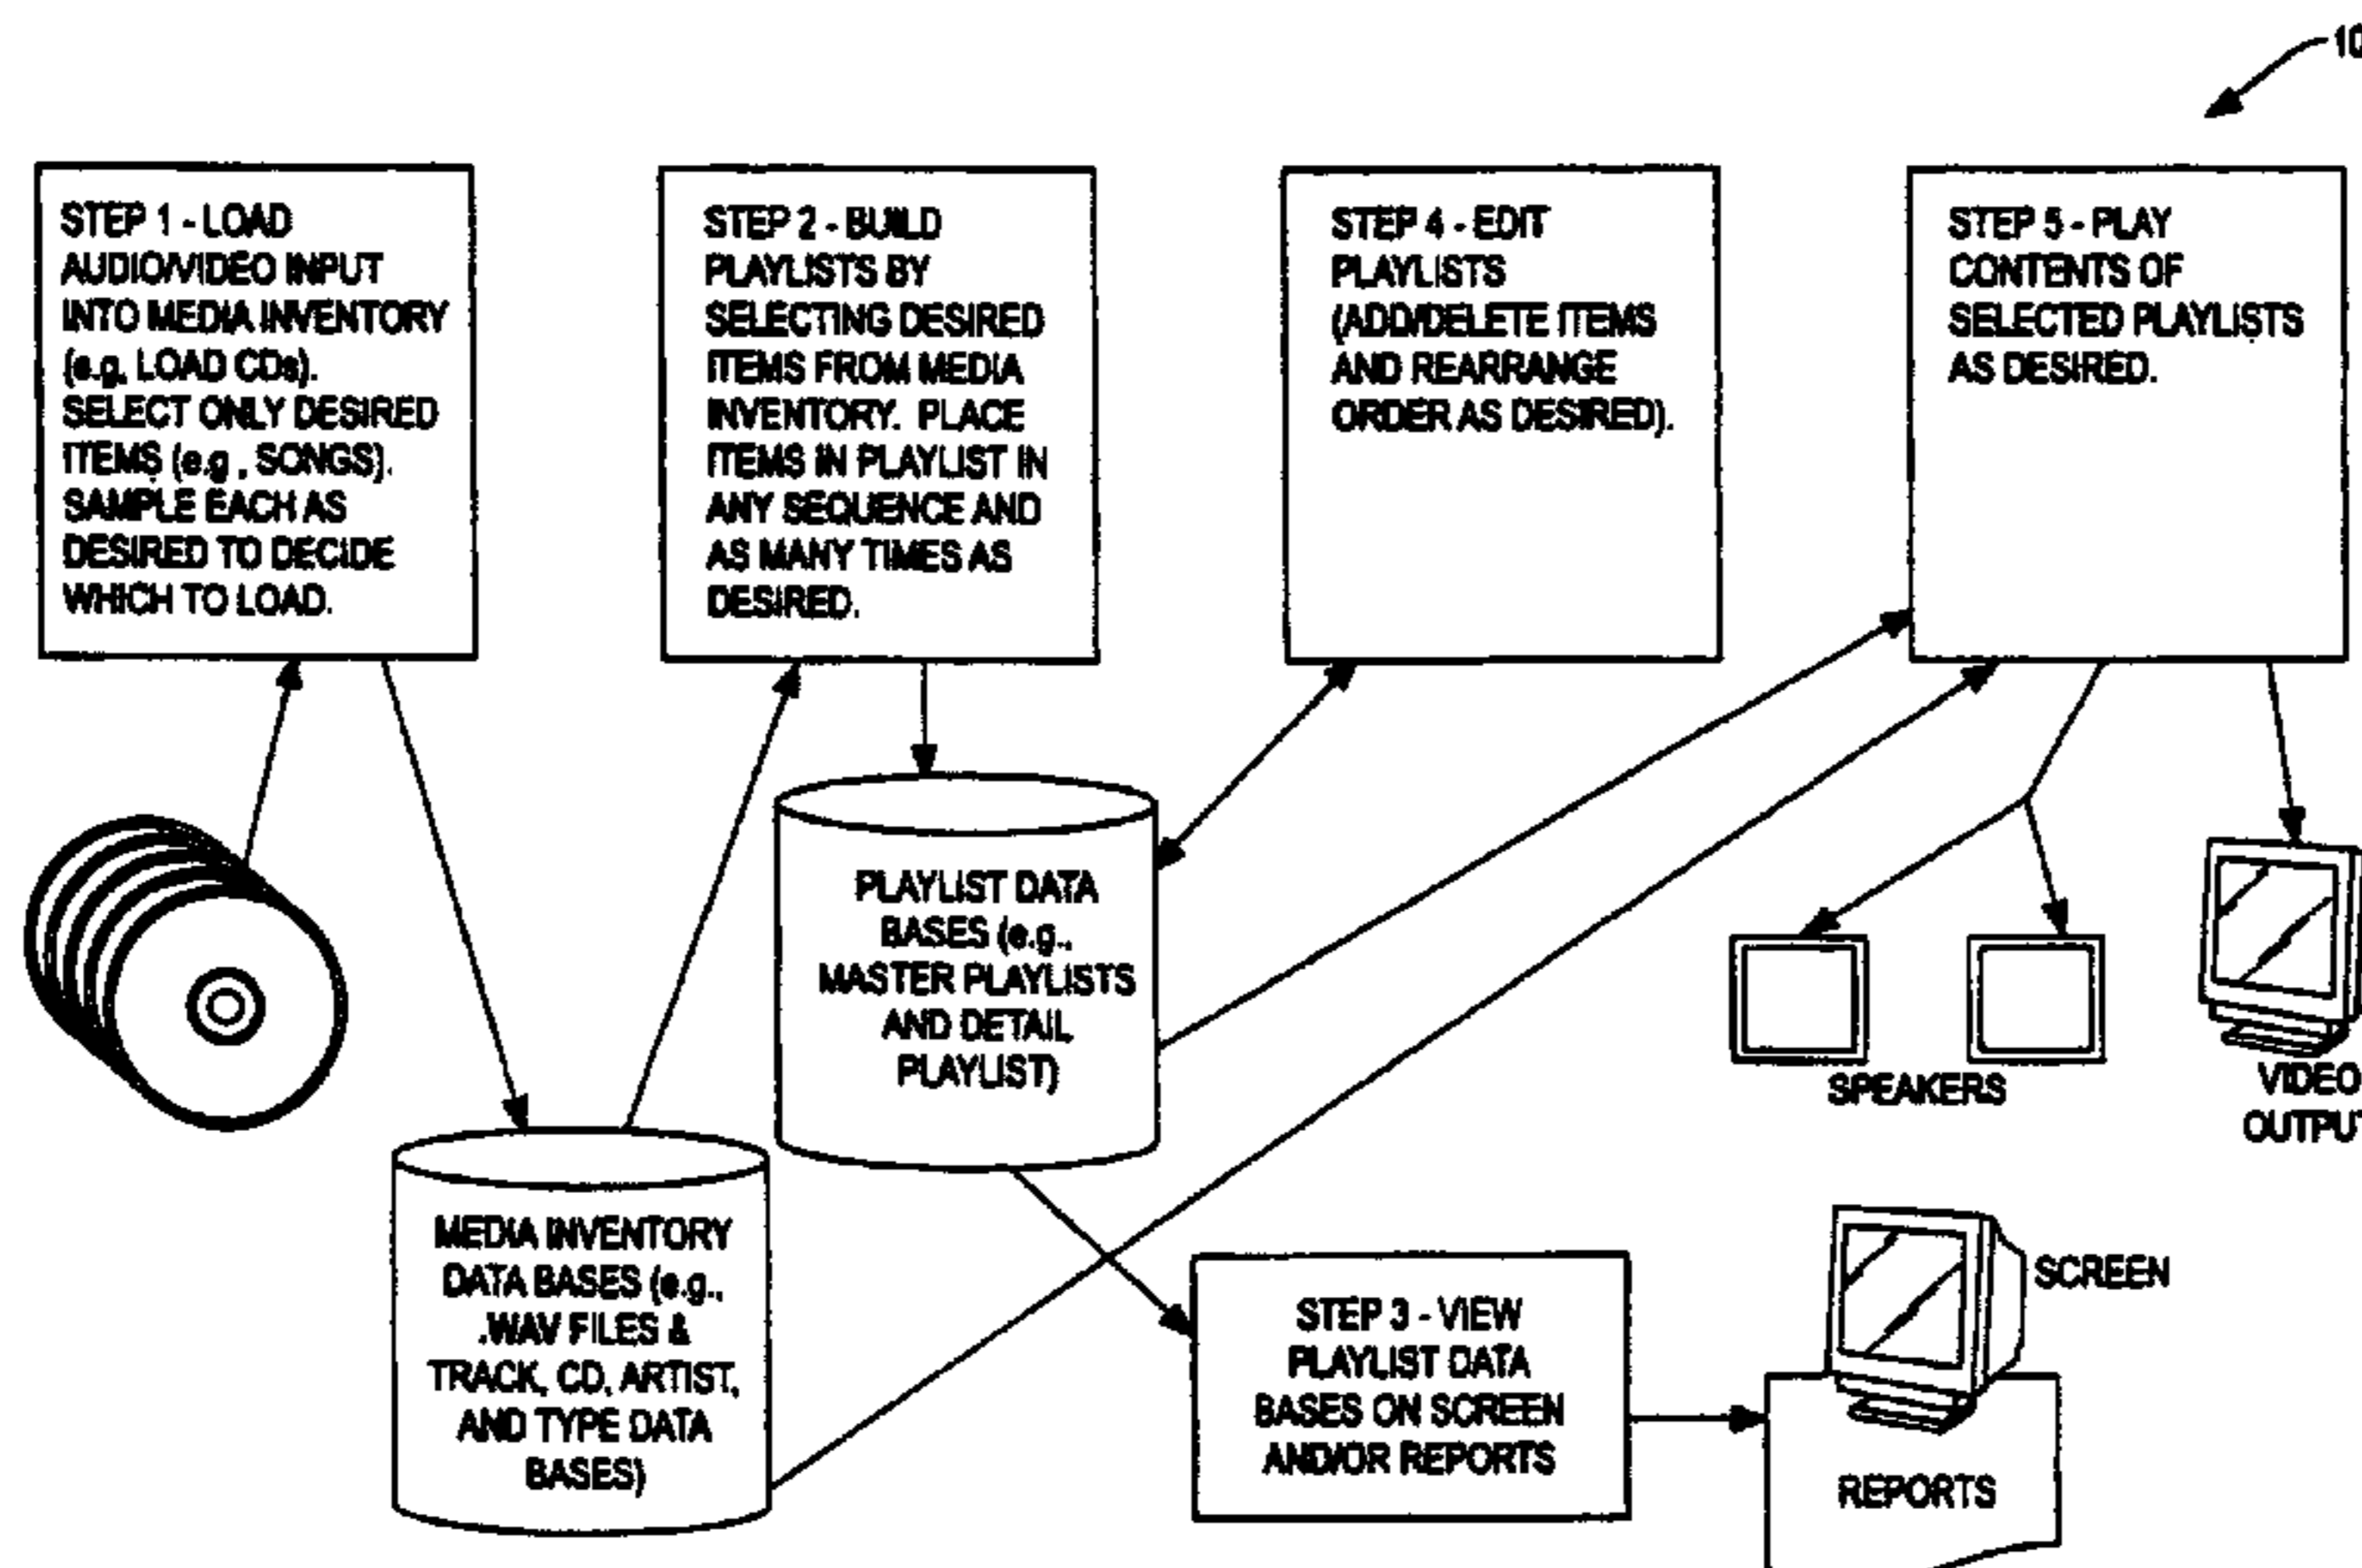 10
STEP 1 - LOAD
AUDIO/VIDEO INPUT
INTO MEDIA INVENTORY
(e.g, LOAD CDs).
SELECT ONLY DESIRED
ITEMS (e.g , SONGS).
SAMPLE EACH AS
DESIRED TO DECIDE
WHICH TO LOAD.
STEP 2 - BUILD
PLAYLISTS BY
SELECTING DESIRED
ITEMS FROM MEDIA
INVENTORY. PLACE
ITEMS IN PLAYLIST IN
ANY SEQUENCE AND
AS MANY TIMES AS
DESIRED.
STEP 4 - EDIT
PLAYLISTS
(ADD/DELETE ITEMS
AND REARRANGE
ORDER AS DESIRED).
STEP 5 - PLAY
CONTENTS OF
SELECTED PLAYLISTS
AS DESIRED.
PLAYLIST DATA
BASES (e.g.,
MASTER PLAYLISTS
AND DETAIL
PLAYLIST)
SPEAKERS
VIDEO
OUTPUT
MEDIA INVENTORY
DATA BASES (e.g.,
.WAV FILES &
TRACK, CD, ARTIST,
AND TYPE DATA
BASES)
STEP 3 - VIEW
PLAYLIST DATA
BASES ON SCREEN
AND/OR REPORTS
SCREEN
REPORTS